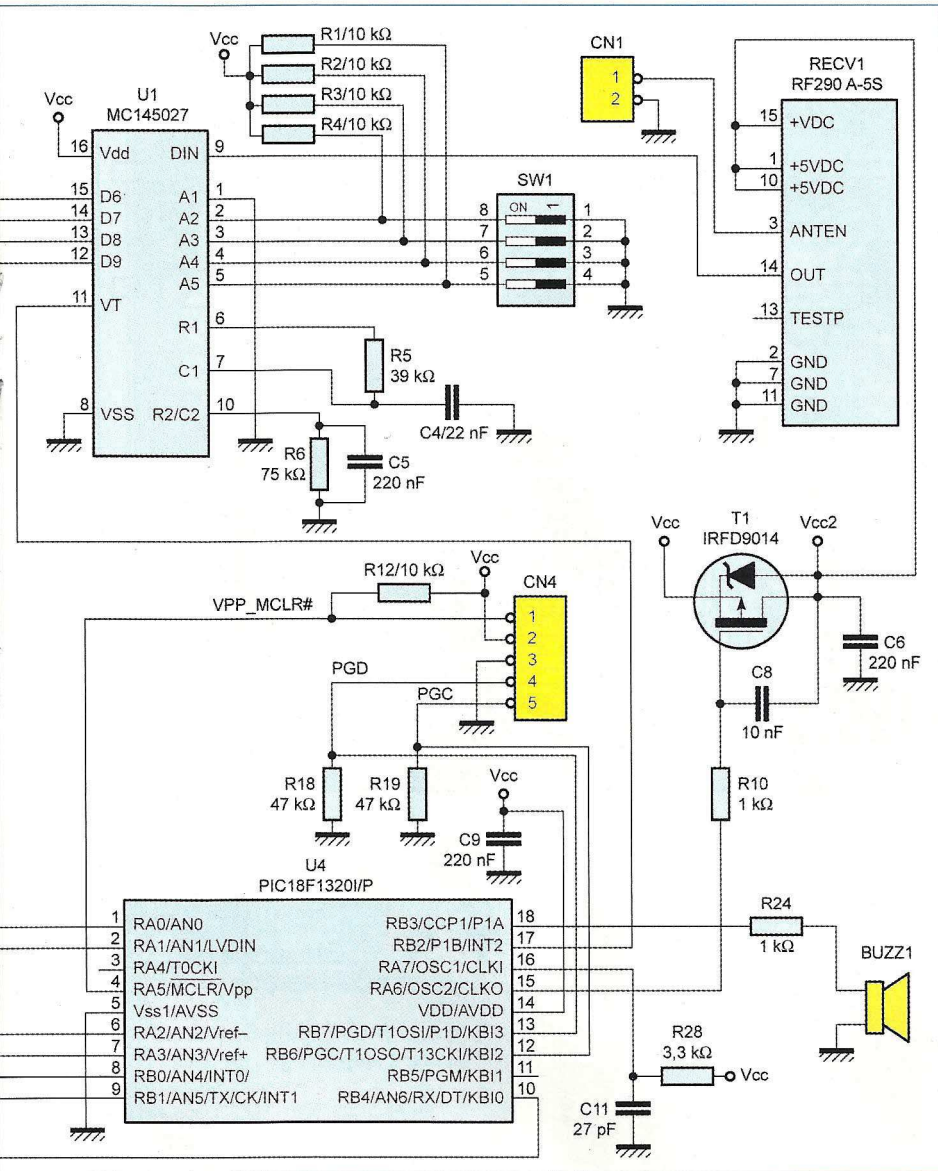 Vcc
R1/10 kΩ
R2/10 kΩ
R3/10 kΩ
R4/10 kΩ
CN1
1
2
RECV1
RF290 A-5S
15 +VDC
1 +5VDC
10 +5VDC
3 ANTEN
14 OUT
13 TESTP
2 GND
7 GND
11 GND
Vcc
U1
MC145027
16 Vdd
DIN 9
15 D6
A1 1
14 D7
A2 2
13 D8
A3 3
12 D9
A4 4
A5 5
11 VT
R1 6
C1 7
8 VSS
R2/C2 10
SW1
ON 1
8 1
7 2
6 3
5 4
R5
39 kΩ
C4/22 nF
R6
75 kΩ
C5
220 nF
Vcc
T1
IRFD9014
Vcc2
C6
220 nF
C8
10 nF
R10
1 kΩ
R12/10 kΩ
Vcc
CN4
VPP_MCLR#
1
2
3
4
5
PGD
PGC
R18
47 kΩ
R19
47 kΩ
Vcc
C9
220 nF
U4
PIC18F1320I/P
1 RA0/AN0
RB3/CCP1/P1A 18
2 RA1/AN1/LVDIN
RB2/P1B/INT2 17
3 RA4/T0CKI
RA7/OSC1/CLKI 16
4 RA5/MCLR/Vpp
RA6/OSC2/CLKO 15
5 Vss1/AVSS
VDD/AVDD 14
6 RA2/AN2/Vref–
RB7/PGD/T1OSI/P1D/KBI3 13
7 RA3/AN3/Vref+
RB6/PGC/T1OSO/T13CKI/KBI2 12
8 RB0/AN4/INT0/
RB5/PGM/KBI1 11
9 RB1/AN5/TX/CK/INT1
RB4/AN6/RX/DT/KBI0 10
R24
1 kΩ
BUZZ1
R28
3,3 kΩ
Vcc
C11
27 pF